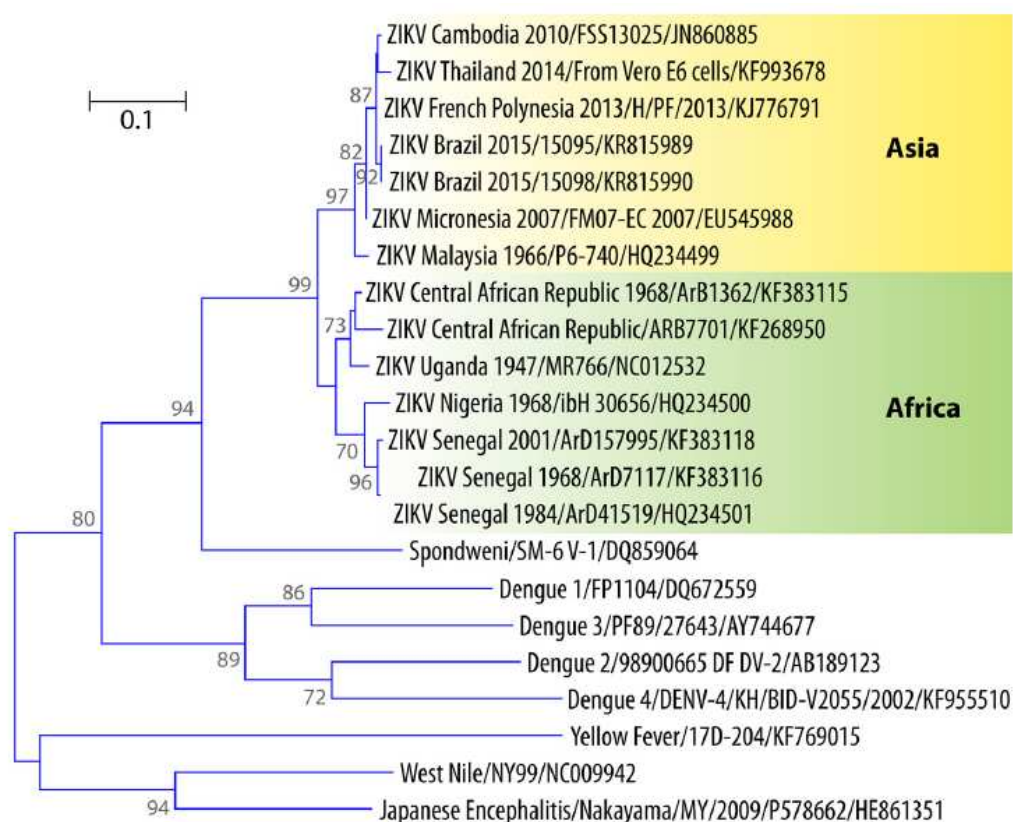 ZIKV Cambodia 2010/FSS13025/JN860885
ZIKV Thailand 2014/From Vero E6 cells/KF993678
87
0.1
ZIKV French Polynesia 2013/H/PF/2013/KJ776791
ZIKV Brazil 2015/15095/KR815989
Asia
82
92
ZIKV Brazil 2015/15098/KR815990
97
ZIKV Micronesia 2007/FM07-EC 2007/EU545988
ZIKV Malaysia 1966/P6-740/HQ234499
99
ZIKV Central African Republic 1968/ArB1362/KF383115
73
ZIKV Central African Republic/ARB7701/KF268950
ZIKV Uganda 1947/MR766/NC012532
ZIKV Nigeria 1968/ibH 30656/HQ234500
Africa
94
70
ZIKV Senegal 2001/ArD157995/KF383118
96
ZIKV Senegal 1968/ArD7117/KF383116
ZIKV Senegal 1984/ArD41519/HQ234501
80
Spondweni/SM-6 V-1/DQ859064
86
Dengue 1/FP1104/DQ672559
Dengue 3/PF89/27643/AY744677
89
Dengue 2/98900665 DF DV-2/AB189123
72
Dengue 4/DENV-4/KH/BID-V2055/2002/KF955510
Yellow Fever/17D-204/KF769015
West Nile/NY99/NC009942
94
Japanese Encephalitis/Nakayama/MY/2009/P578662/HE861351